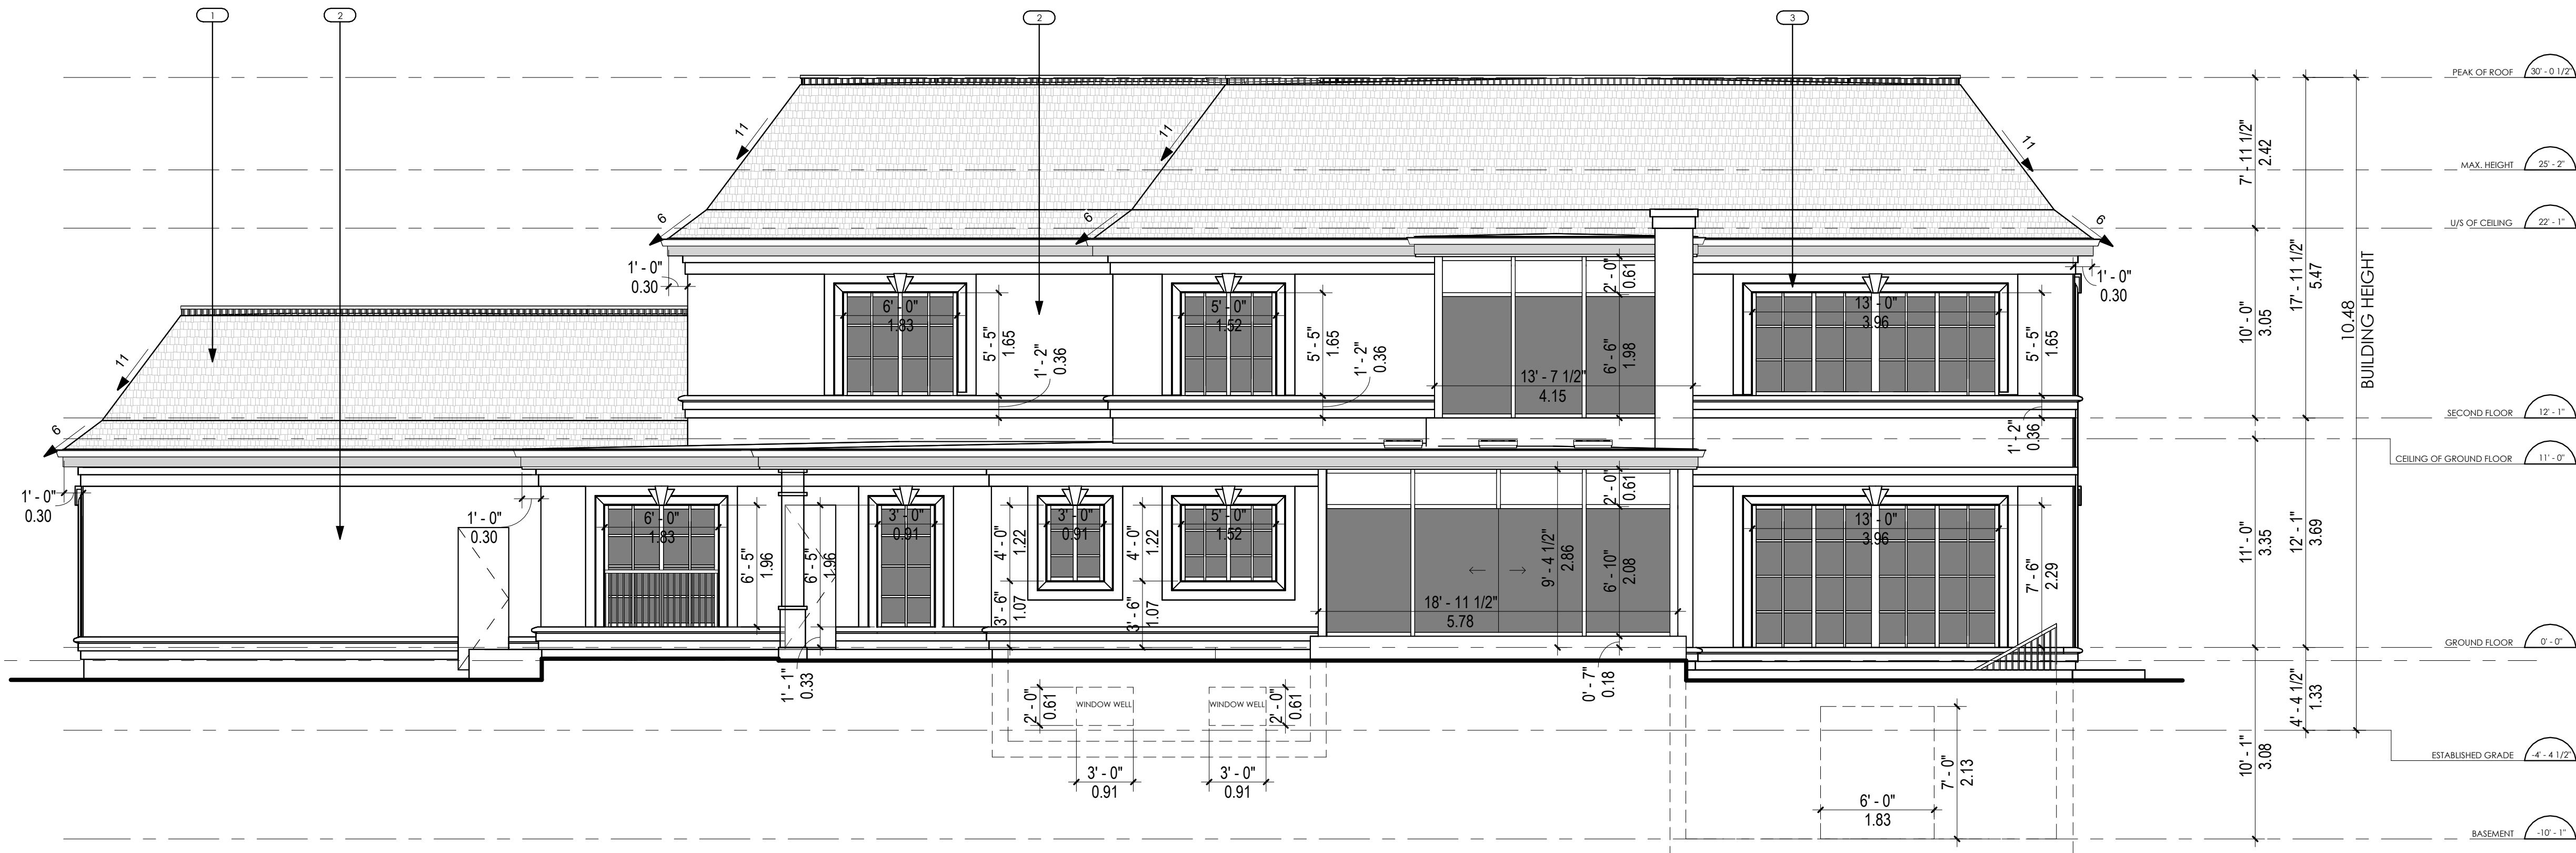 1
2
2
3
PEAK OF ROOF 30' - 0 1/2"
MAX. HEIGHT 25' - 2"
U/S OF CEILING 22' - 1"
SECOND FLOOR 12' - 1"
CEILING OF GROUND FLOOR 11' - 0"
GROUND FLOOR 0' - 0"
ESTABLISHED GRADE -4' - 4 1/2"
BASEMENT -10' - 1"
7' - 11 1/2"
2.42
10' - 0"
3.05
11' - 0"
3.35
10' - 1"
3.08
17' - 11 1/2"
5.47
12' - 1"
3.69
4' - 4 1/2"
1.33
10.48
BUILDING HEIGHT
11
11
11
6
6
6
1' - 0"
0.30
1' - 0"
0.30
6' - 0"
1.83
5' - 5"
1.65
1' - 2"
0.36
5' - 0"
1.52
5' - 5"
1.65
1' - 2"
0.36
2' - 0"
0.61
6' - 6"
1.98
13' - 7 1/2"
4.15
13' - 0"
3.96
5' - 5"
1.65
1' - 2"
0.36
11
6
1' - 0"
0.30
1' - 0"
0.30
6' - 0"
1.83
6' - 5"
1.96
6' - 5"
1.96
1' - 1"
0.33
3' - 0"
0.91
4' - 0"
1.22
3' - 6"
1.07
3' - 0"
0.91
4' - 0"
1.22
3' - 6"
1.07
5' - 0"
1.52
18' - 11 1/2"
5.78
9' - 4 1/2"
2.86
2' - 0"
0.61
6' - 10"
2.08
0' - 7"
0.18
13' - 0"
3.96
7' - 6"
2.29
2' - 0"
0.61
WINDOW WELL
WINDOW WELL
2' - 0"
0.61
3' - 0"
0.91
3' - 0"
0.91
7' - 0"
2.13
6' - 0"
1.83